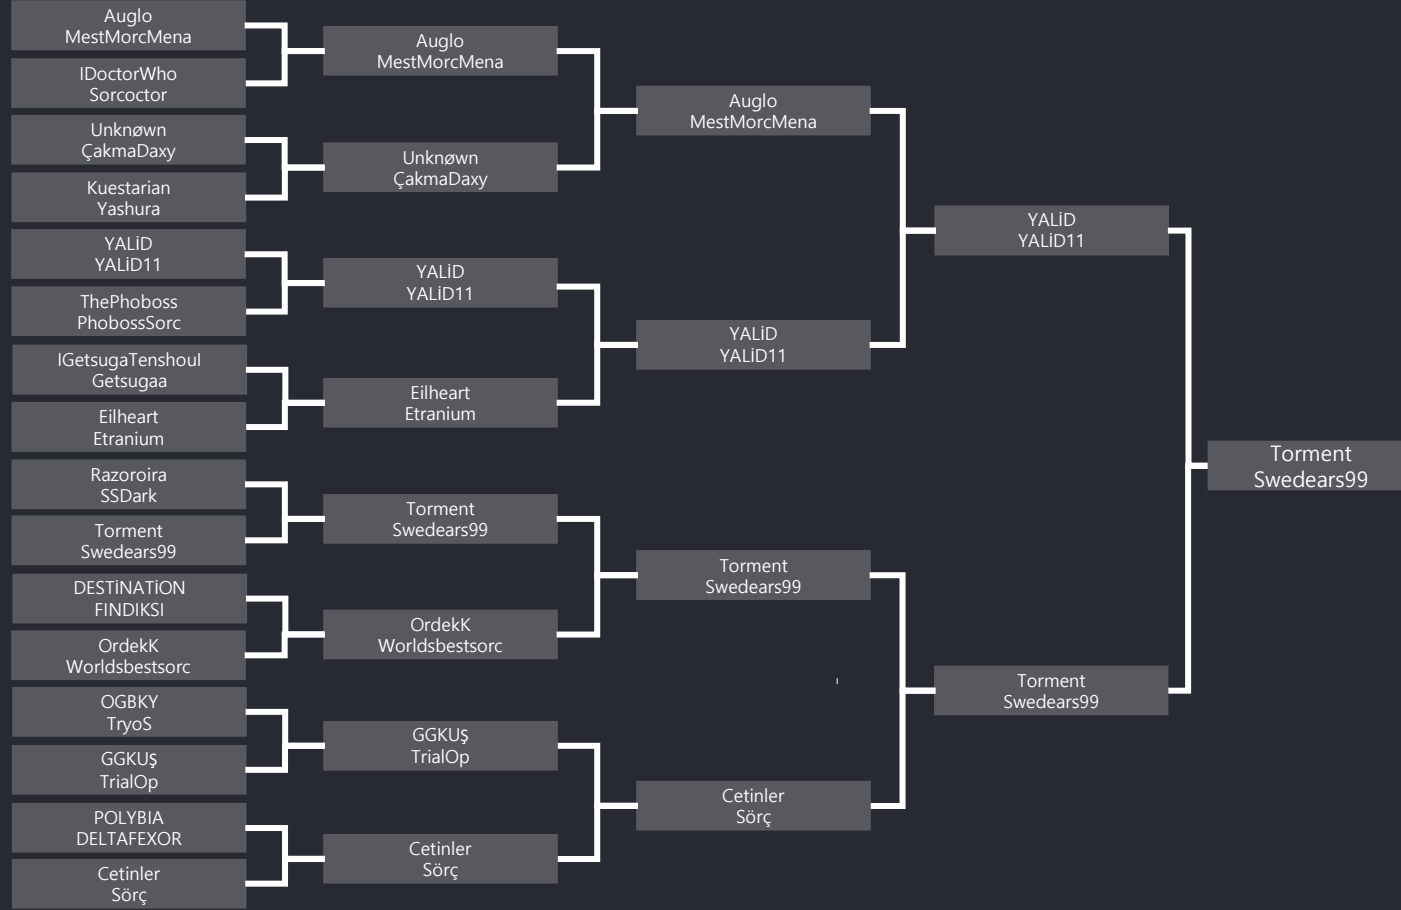 Auglo
MestMorcMena
IDoctorWho
Sorcoctor
Unknøwn
ÇakmaDaxy
Kuestarian
Yashura
YALİD
YALİD11
ThePhoboss
PhobossSorc
IGetsugaTenshouI
Getsugaa
Eilheart
Etranium
Razoroira
SSDark
Torment
Swedears99
DESTİNATİON
FINDIKSI
OrdekK
Worldsbestsorc
OGBKY
TryoS
GGKUŞ
TrialOp
POLYBIA
DELTAFEXOR
Cetinler
Sörç
Auglo
MestMorcMena
Unknøwn
ÇakmaDaxy
YALİD
YALİD11
Eilheart
Etranium
Torment
Swedears99
OrdekK
Worldsbestsorc
GGKUŞ
TrialOp
Cetinler
Sörç
Auglo
MestMorcMena
YALİD
YALİD11
Torment
Swedears99
Cetinler
Sörç
YALİD
YALİD11
Torment
Swedears99
Torment
Swedears99